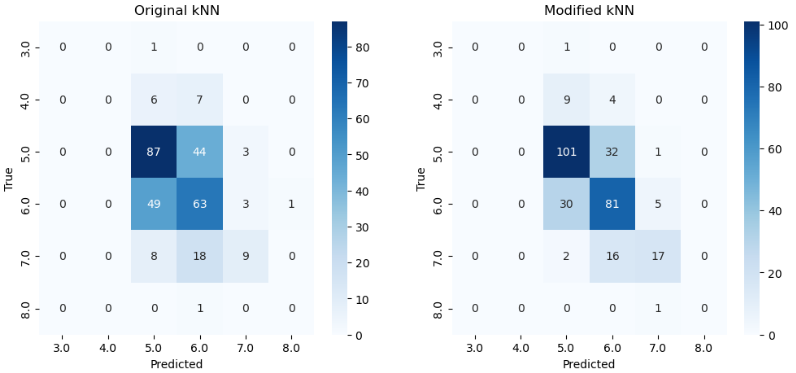 Original kNN
3.0 0 0 1 0 0 0
4.0 0 0 6 7 0 0
5.0 0 0 87 44 3 0
6.0 0 0 49 63 3 1
7.0 0 0 8 18 9 0
8.0 0 0 0 1 0 0
3.0 4.0 5.0 6.0 7.0 8.0
True
Predicted
80
70
60
50
40
30
20
10
0
Modified kNN
3.0 0 0 1 0 0 0
4.0 0 0 9 4 0 0
5.0 0 0 101 32 1 0
6.0 0 0 30 81 5 0
7.0 0 0 2 16 17 0
8.0 0 0 0 0 1 0
3.0 4.0 5.0 6.0 7.0 8.0
True
Predicted
100
80
60
40
20
0